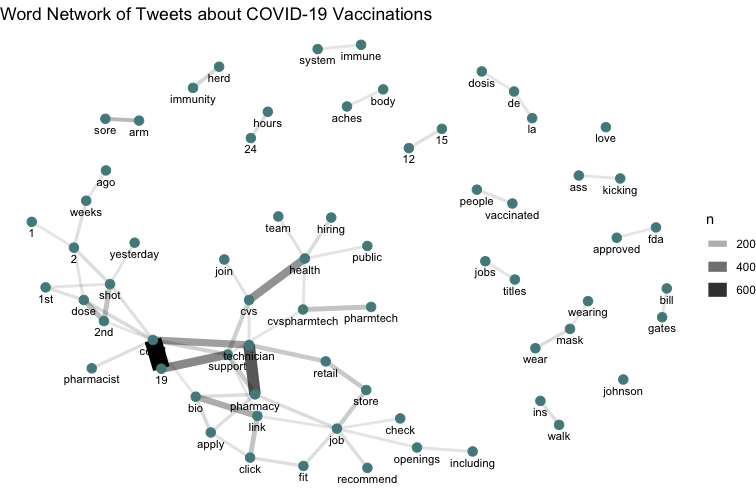 Word Network of Tweets about COVID-19 Vaccinations
system
immune
herd
immunity
dosis
de
la
aches
body
hours
24
sore
arm
15
12
love
ago
weeks
ass
kicking
people
vaccinated
1
2
team
hiring
yesterday
public
approved
fda
n
200
400
600
join
health
jobs
titles
1st
shot
dose
2nd
cvs
cvspharmtech
pharmtech
wearing
mask
wear
bill
gates
technician
support
19
pharmacist
retail
store
johnson
bio
pharmacy
link
ins
walk
apply
job
check
click
fit
recommend
openings
including